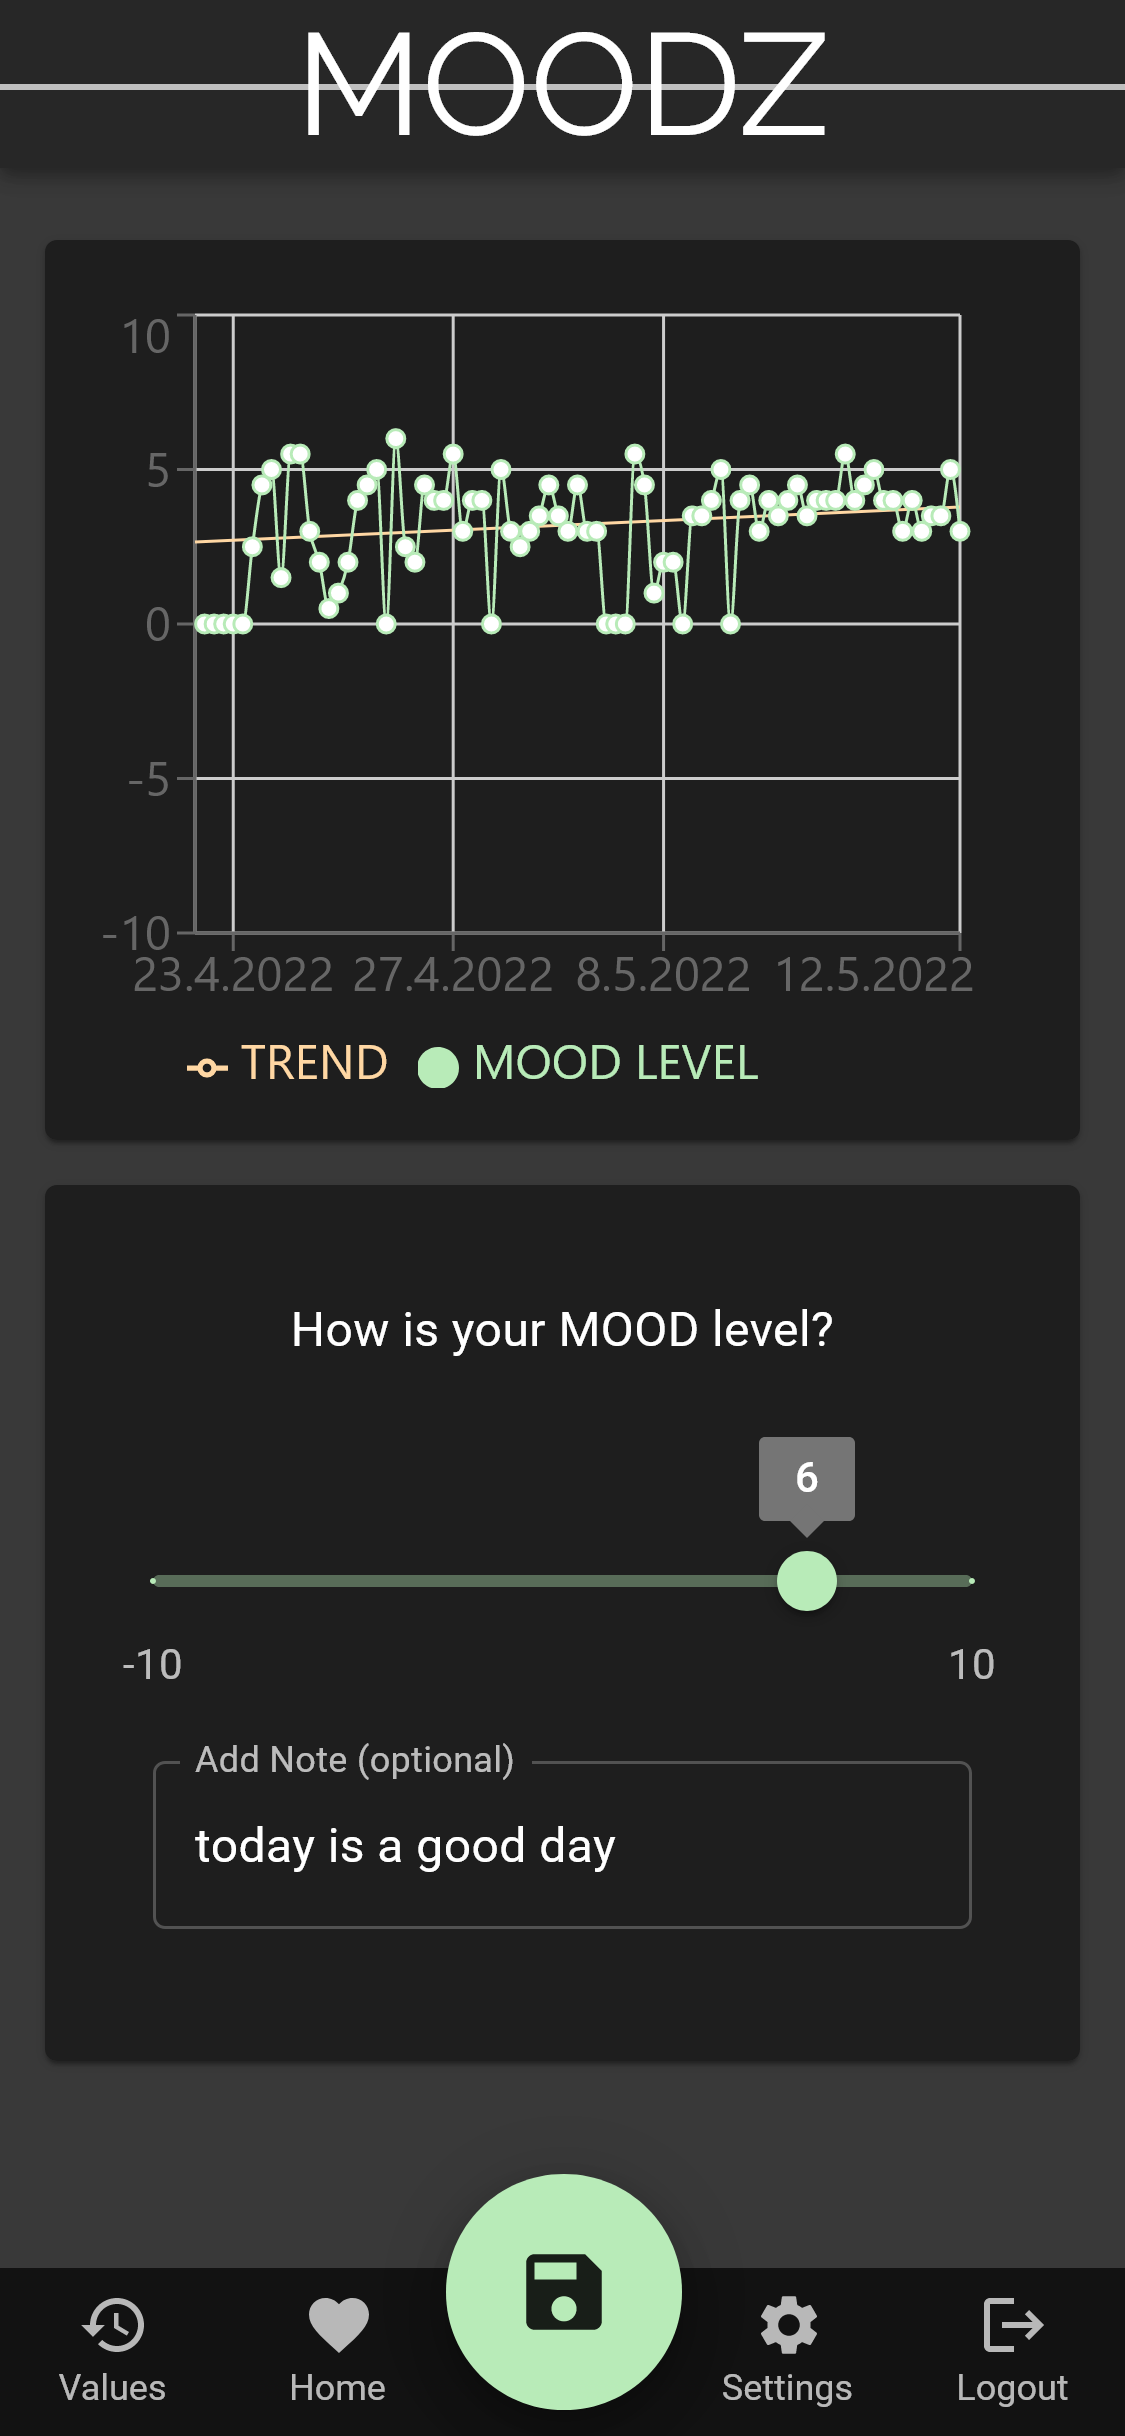 MOODZ
10
5
0
-5
-10
23.4.2022 27.4.2022 8.5.2022 12.5.2022
TREND MOOD LEVEL
How is your MOOD level?
6
-10 10
Add Note (optional)
today is a good day
Values Home Settings Logout